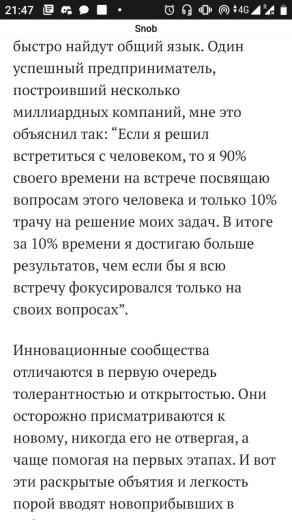 21:47
4G
Snob
быстро найдут общий язык. Один
успешный предприниматель,
построивший несколько
миллиардных компаний, мне это
объяснил так: “Если я решил
встретиться с человеком, то я 90%
своего времени на встрече посвящаю
вопросам этого человека и только 10%
трачу на решение моих задач. В итоге
за 10% времени я достигаю больше
результатов, чем если бы я всю
встречу фокусировался только на
своих вопросах”.
Инновационные сообщества
отличаются в первую очередь
толерантностью и открытостью. Они
осторожно присматриваются к
новому, никогда его не отвергая, а
чаще помогая на первых этапах. И вот
эти раскрытые объятия и легкость
порой вводят новоприбывших в